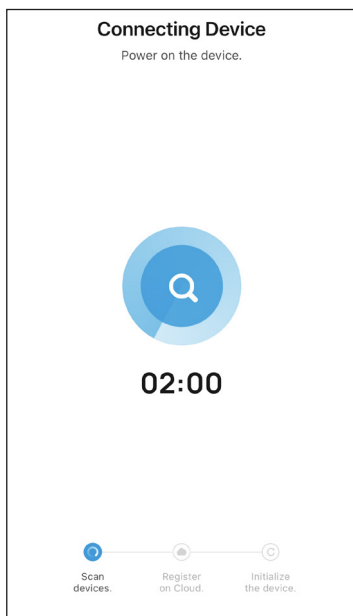 Connecting Device
Power on the device.
02:00
Scan
devices.
Register
on Cloud.
Initialize
the device.